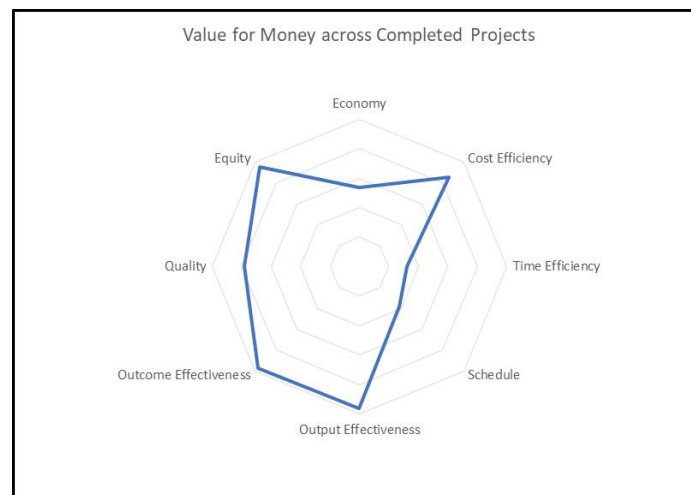 Value for Money across Completed Projects
Economy
Cost Efficiency
Time Efficiency
Schedule
Output Effectiveness
Outcome Effectiveness
Quality
Equity